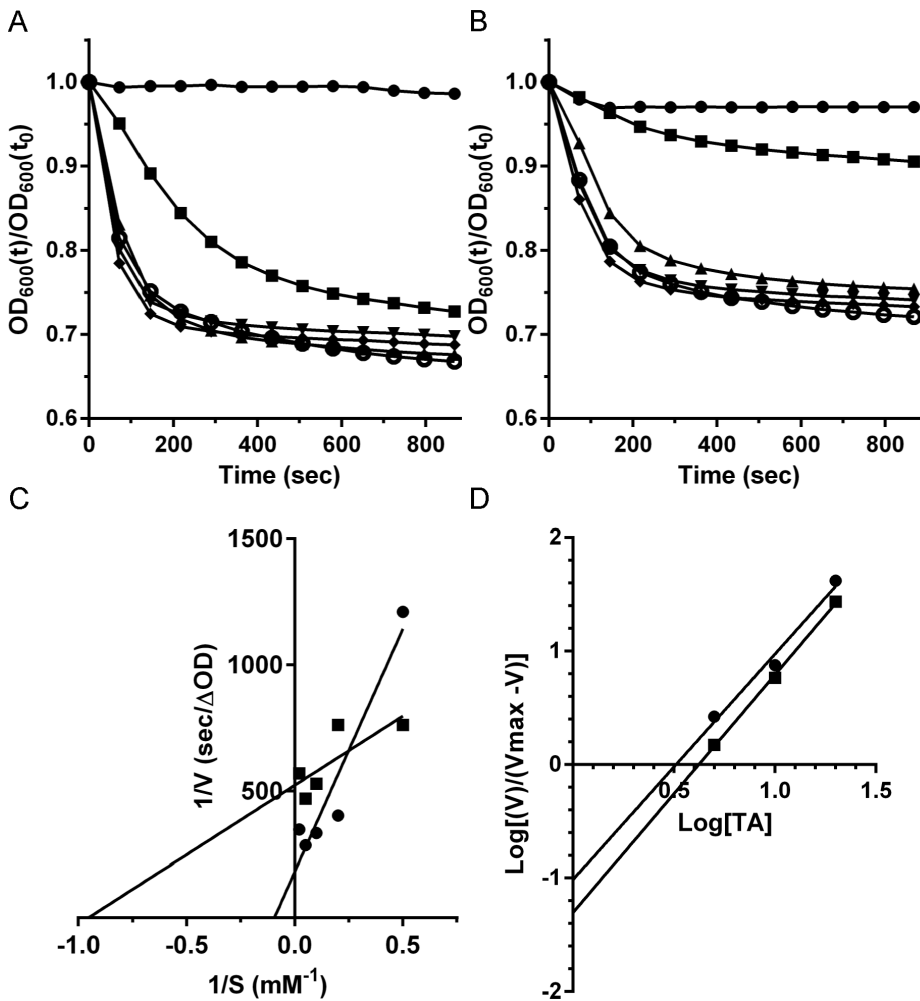 A
B
OD600(t)/OD600(t0)
1.0
0.9
0.8
0.7
0.6
0
200
400
600
800
Time (sec)
OD600(t)/OD600(t0)
1.0
0.9
0.8
0.7
0.6
0
200
400
600
800
Time (sec)
C
D
1/V (sec/ΔOD)
1500
1000
500
-1.0
-0.5
0.0
0.5
1/S (mM-1)
Log[(V)/(Vmax -V)]
2
1
0
-1
-2
0.5
1.0
1.5
Log[TA]